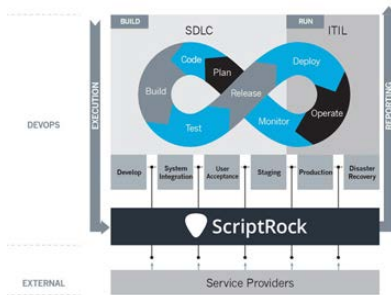 BUILD
RUN
SDLC
ITIL
Code
Plan
Deploy
Build
Release
Operate
Test
Monitor
DEVOPS
EXECUTION
REPORTING
Develop
System
Integration
User
Acceptance
Staging
Production
Disaster
Recovery
ScriptRock
EXTERNAL
Service Providers